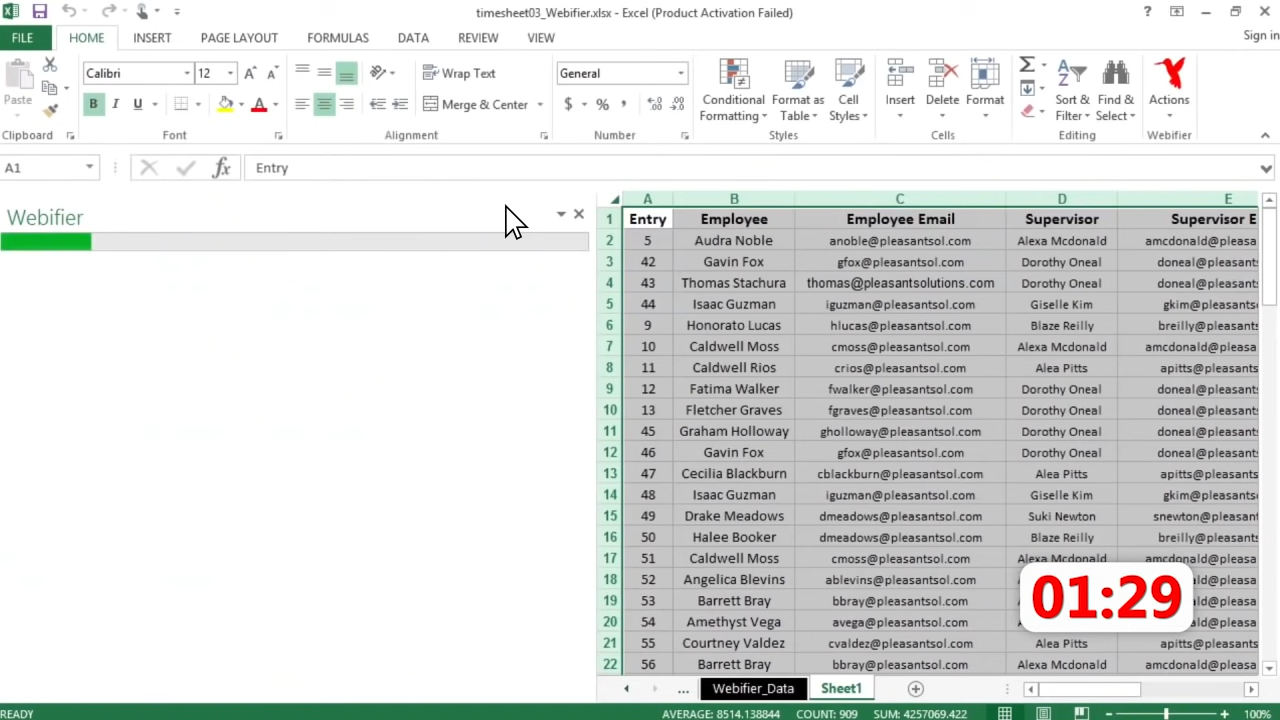 timesheet03_Webifier.xlsx - Excel (Product Activation Failed)
?
Sign in
FILE HOME INSERT PAGE LAYOUT FORMULAS DATA REVIEW VIEW
Paste
Calibri 12
B I U
Wrap Text
Merge & Center
General
$ % ,
Conditional Formatting
Format as Table
Cell Styles
Insert
Delete
Format
Sort & Filter
Find & Select
Actions
Clipboard Font Alignment Number Styles Cells Editing Webifier
A1 fx Entry
Webifier
A B C D E
1 Entry Employee Employee Email Supervisor Supervisor E
2 5 Audra Noble anoble@pleasantsol.com Alexa Mcdonald amcdonald@pleasa
3 42 Gavin Fox gfox@pleasantsol.com Dorothy Oneal doneal@pleasants
4 43 Thomas Stachura thomas@pleasantsolutions.com Dorothy Oneal doneal@pleasants
5 44 Isaac Guzman iguzman@pleasantsol.com Giselle Kim gkim@pleasantso
6 9 Honorato Lucas hlucas@pleasantsol.com Blaze Reilly breilly@pleasants
7 10 Caldwell Moss cmoss@pleasantsol.com Alexa Mcdonald amcdonald@pleasa
8 11 Caldwell Rios crios@pleasantsol.com Alea Pitts apitts@pleasants
9 12 Fatima Walker fwalker@pleasantsol.com Dorothy Oneal doneal@pleasants
10 13 Fletcher Graves fgraves@pleasantsol.com Dorothy Oneal doneal@pleasants
11 45 Graham Holloway gholloway@pleasantsol.com Dorothy Oneal doneal@pleasants
12 46 Gavin Fox gfox@pleasantsol.com Dorothy Oneal doneal@pleasants
13 47 Cecilia Blackburn cblackburn@pleasantsol.com Alea Pitts apitts@pleasants
14 48 Isaac Guzman iguzman@pleasantsol.com Giselle Kim gkim@pleasantso
15 49 Drake Meadows dmeadows@pleasantsol.com Suki Newton snewton@pleasant
16 50 Halee Booker dmeadows@pleasantsol.com Blaze Reilly breilly@pleasants
17 51 Caldwell Moss cmoss@pleasantsol.com Alexa Mcdonald amcdonald@pleasa
18 52 Angelica Blevins ablevins@pleasantsol.com
19 53 Barrett Bray bbray@pleasantsol.com
20 54 Amethyst Vega avega@pleasantsol.com
21 55 Courtney Valdez cvaldez@pleasantsol.com Alea Pitts apitts@pleasants
22 56 Barrett Bray bbray@pleasantsol.com Alexa Mcdonald amcdonald@pleasa
01:29
... Webifier_Data Sheet1
READY AVERAGE: 8514.138844 COUNT: 909 SUM: 4257069.422 100%